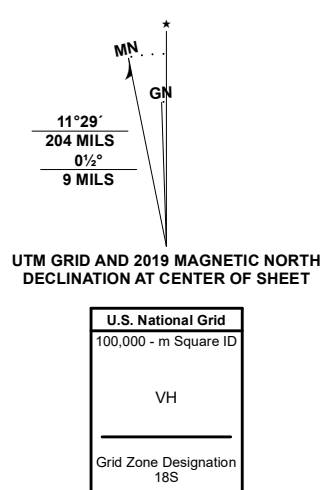 ★
MN
GN
11°29´
204 MILS
0½°
9 MILS
UTM GRID AND 2019 MAGNETIC NORTH
DECLINATION AT CENTER OF SHEET
U.S. National Grid
100,000 - m Square ID
VH
Grid Zone Designation
18S